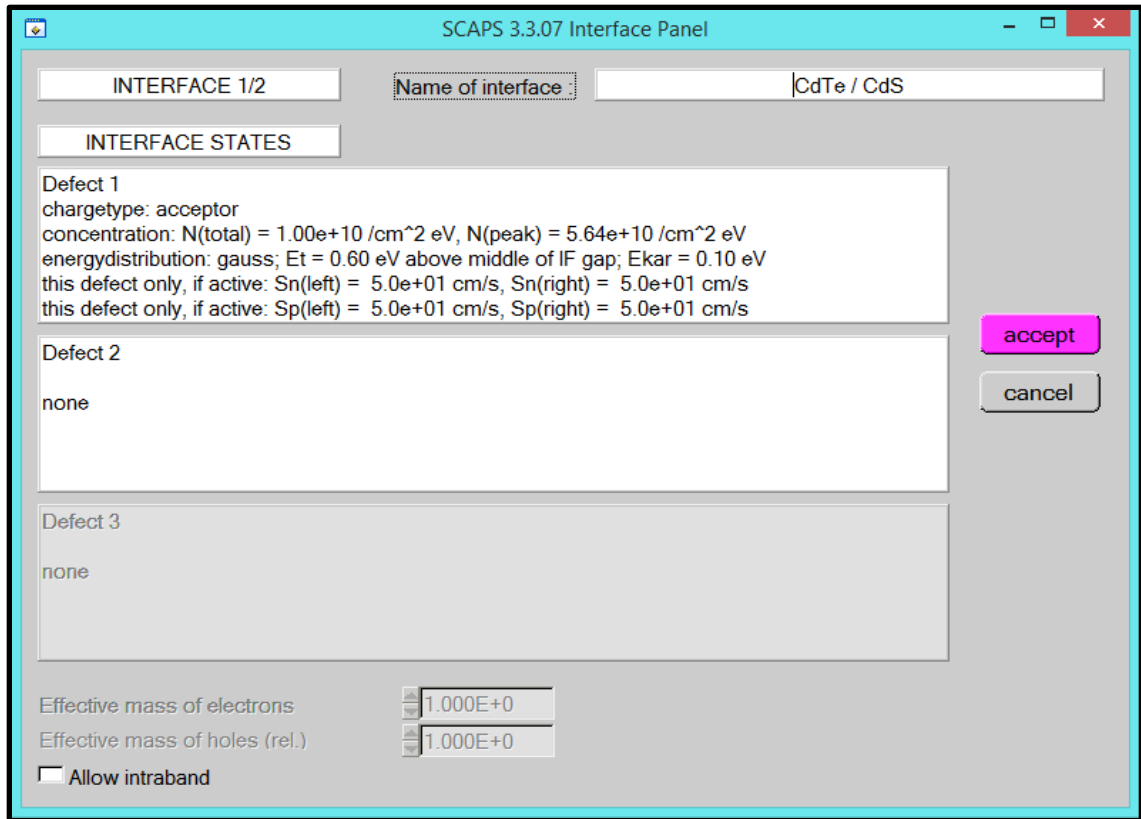 SCAPS 3.3.07 Interface Panel
INTERFACE 1/2
Name of interface :
CdTe / CdS
INTERFACE STATES
Defect 1
chargetype: acceptor
concentration: N(total) = 1.00e+10 /cm^2 eV, N(peak) = 5.64e+10 /cm^2 eV
energydistribution: gauss; Et = 0.60 eV above middle of IF gap; Ekar = 0.10 eV
this defect only, if active: Sn(left) = 5.0e+01 cm/s, Sn(right) = 5.0e+01 cm/s
this defect only, if active: Sp(left) = 5.0e+01 cm/s, Sp(right) = 5.0e+01 cm/s
accept
Defect 2
none
cancel
Defect 3
none
Effective mass of electrons
1.000E+0
Effective mass of holes (rel.)
1.000E+0
Allow intraband